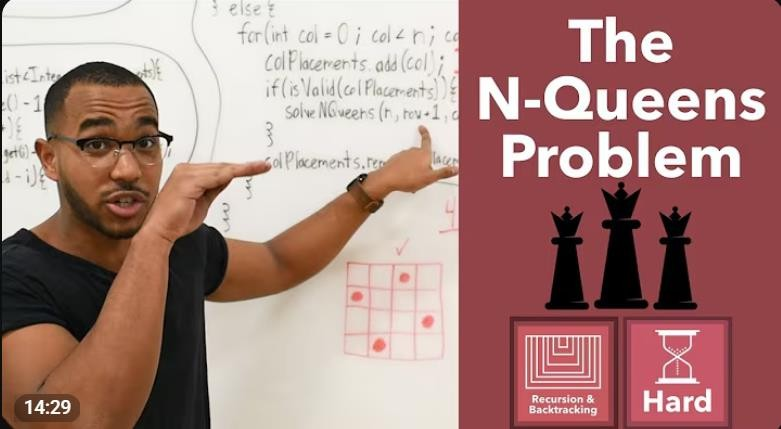 } else {
for(int col = 0; col < n; co
colPlacements.add(col);
if(isValid(colPlacements)){
solveNQueens(n, row+1, c
}
colPlacements.rem
}
}
}
14:29
The
N-Queens
Problem
Recursion &
Backtracking
Hard